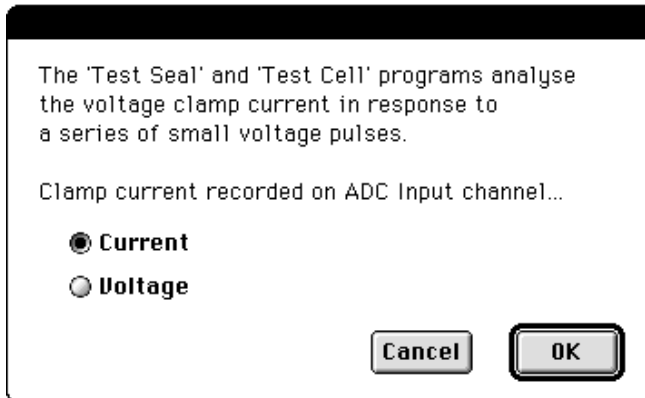 The 'Test Seal' and 'Test Cell' programs analyse
the voltage clamp current in response to
a series of small voltage pulses.
Clamp current recorded on ADC Input channel...
Current
Voltage
Cancel
OK